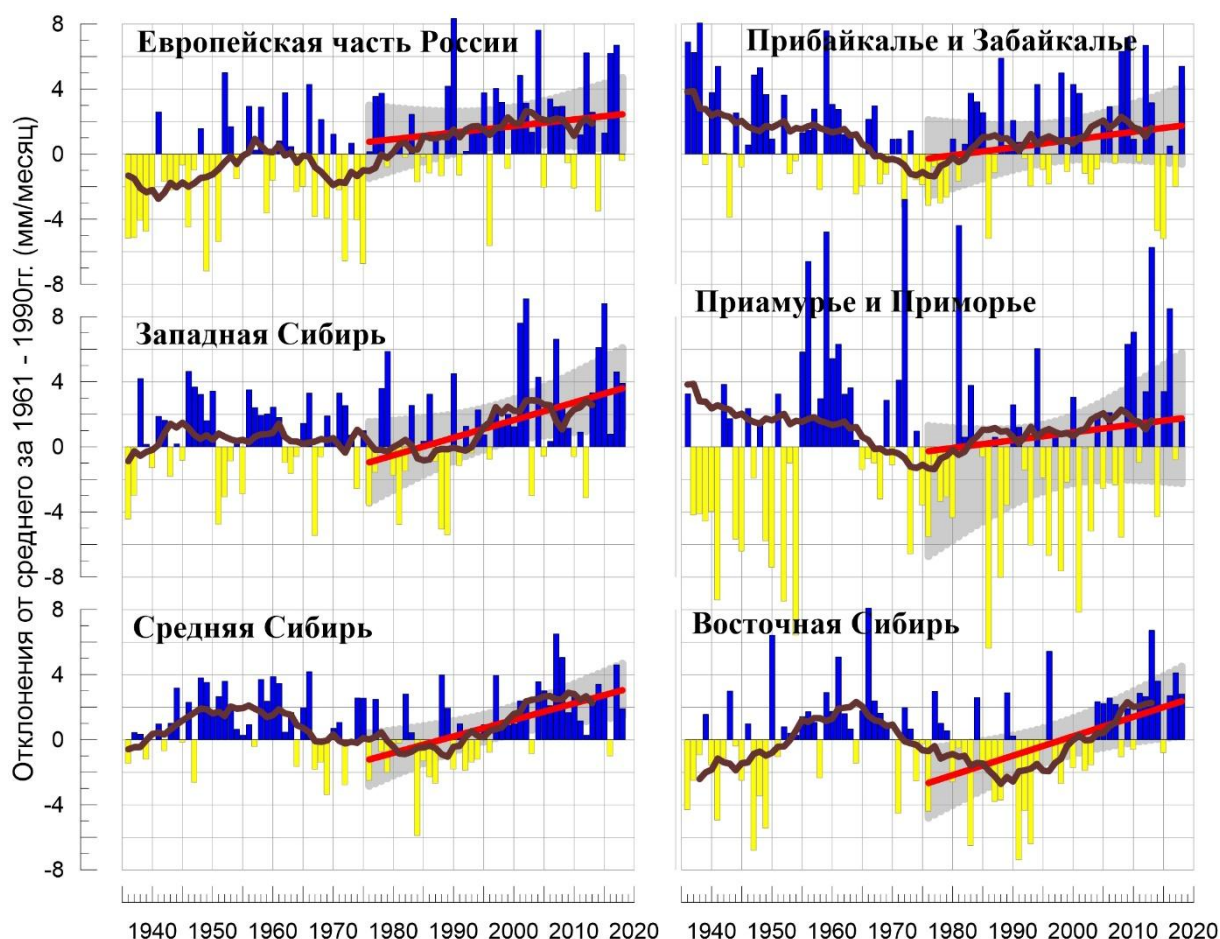 Отклонения от среднего за 1961 - 1990гг. (мм/месяц)
8
4
0
-4
-8
Европейская часть России
Прибайкалье и Забайкалье
8
4
0
-4
-8
Западная Сибирь
Приамурье и Приморье
8
4
0
-4
-8
Средняя Сибирь
Восточная Сибирь
1940 1950 1960 1970 1980 1990 2000 2010 2020
1940 1950 1960 1970 1980 1990 2000 2010 2020